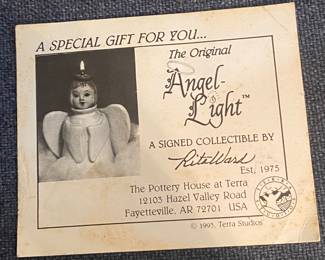 A SPECIAL GIFT FOR YOU...
The Original
Angel-
Light™
A SIGNED COLLECTIBLE BY
Rita Ward
Est. 1975
The Pottery House at Terra
12103 Hazel Valley Road
Fayetteville, AR 72701 USA
© 1993, Terra Studios